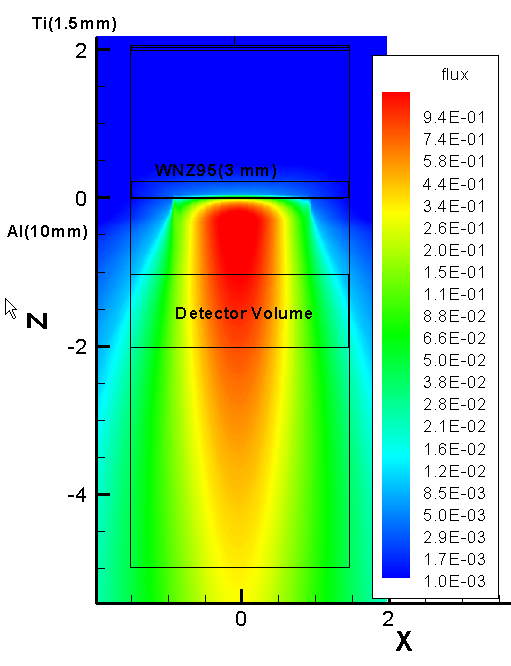 Ti(1.5mm)
2
flux
9.4E-01
7.4E-01
5.8E-01
4.4E-01
3.4E-01
2.6E-01
2.0E-01
1.5E-01
1.1E-01
8.8E-02
6.6E-02
5.0E-02
3.8E-02
2.8E-02
2.1E-02
1.6E-02
1.2E-02
8.5E-03
5.0E-03
2.9E-03
1.7E-03
1.0E-03
WNZ95(3 mm)
0
Al(10mm)
Z
Detector Volume
-2
-4
0
2
X